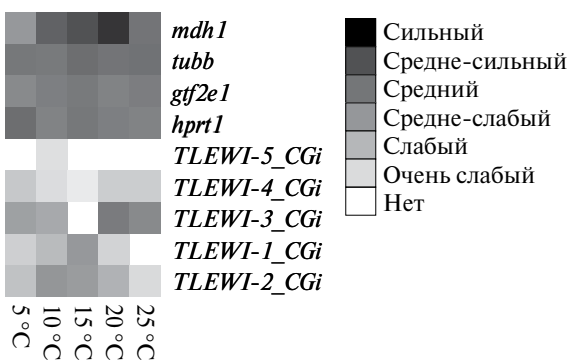 mdh1
tubb
gtf2e1
hprt1
TLEWI-5_CGi
TLEWI-4_CGi
TLEWI-3_CGi
TLEWI-1_CGi
TLEWI-2_CGi
5 °C
10 °C
15 °C
20 °C
25 °C
Сильный
Средне-сильный
Средний
Средне-слабый
Слабый
Очень слабый
Нет